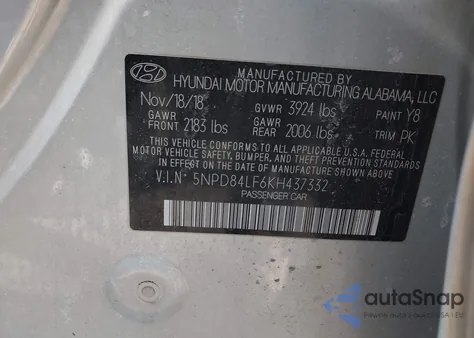 MANUFACTURED BY
HYUNDAI MOTOR MANUFACTURING ALABAMA, LLC
Nov/18/18 GVWR 3924 lbs PAINT Y8
GAWR FRONT 2183 lbs GAWR REAR 2006 lbs TRIM PK
THIS VEHICLE CONFORMS TO ALL APPLICABLE U.S.A FEDERAL
MOTOR VEHICLE SAFETY, BUMPER, AND THEFT PREVENTION
STANDARDS IN EFFECT ON THE DATE OF MANUFACTURE SHOWN
ABOVE.
V.I.N 5NPD84LF6KH437332
PASSENGER CAR
autoSnap